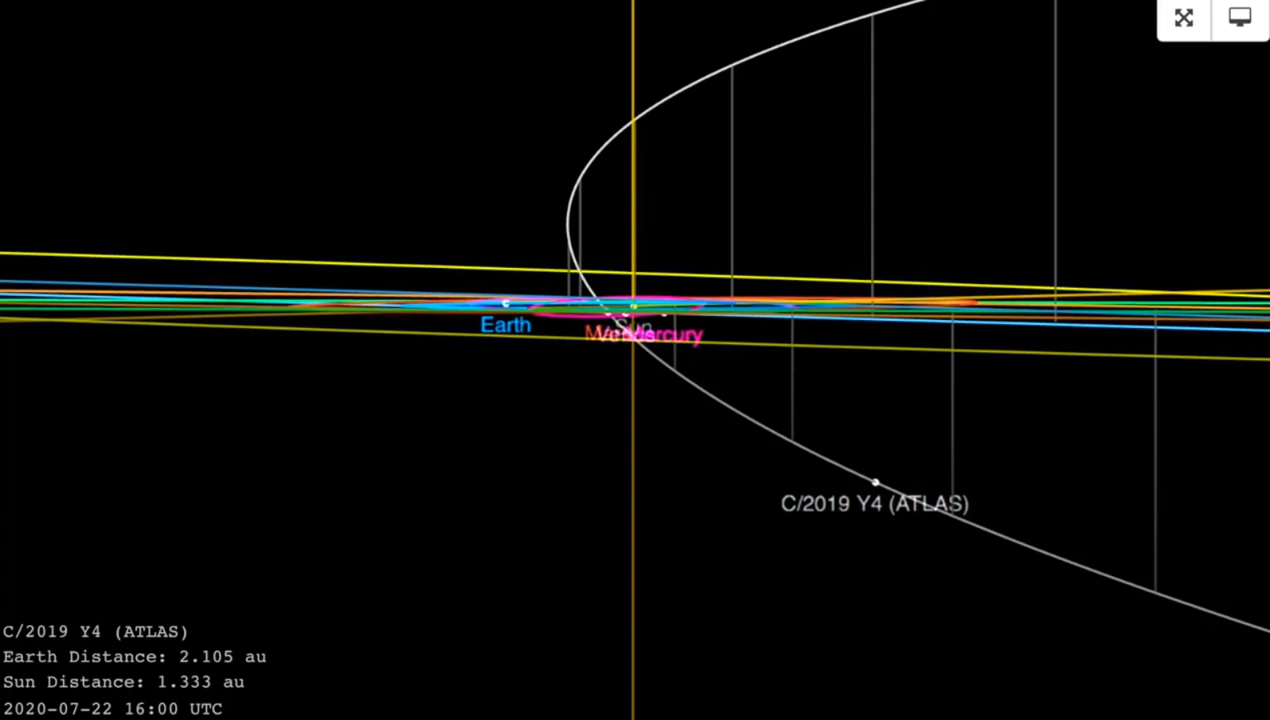 Earth
Mercury
C/2019 Y4 (ATLAS)
C/2019 Y4 (ATLAS)
Earth Distance: 2.105 au
Sun Distance: 1.333 au
2020-07-22 16:00 UTC